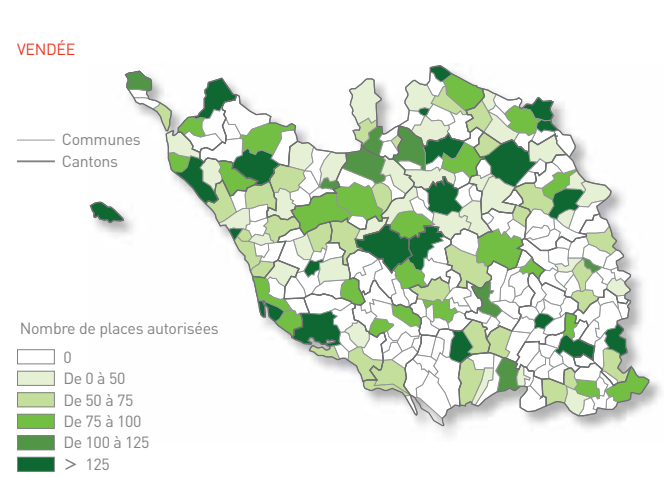 VENDÉE
Communes
Cantons
Nombre de places autorisées
0
De 0 à 50
De 50 à 75
De 75 à 100
De 100 à 125
> 125